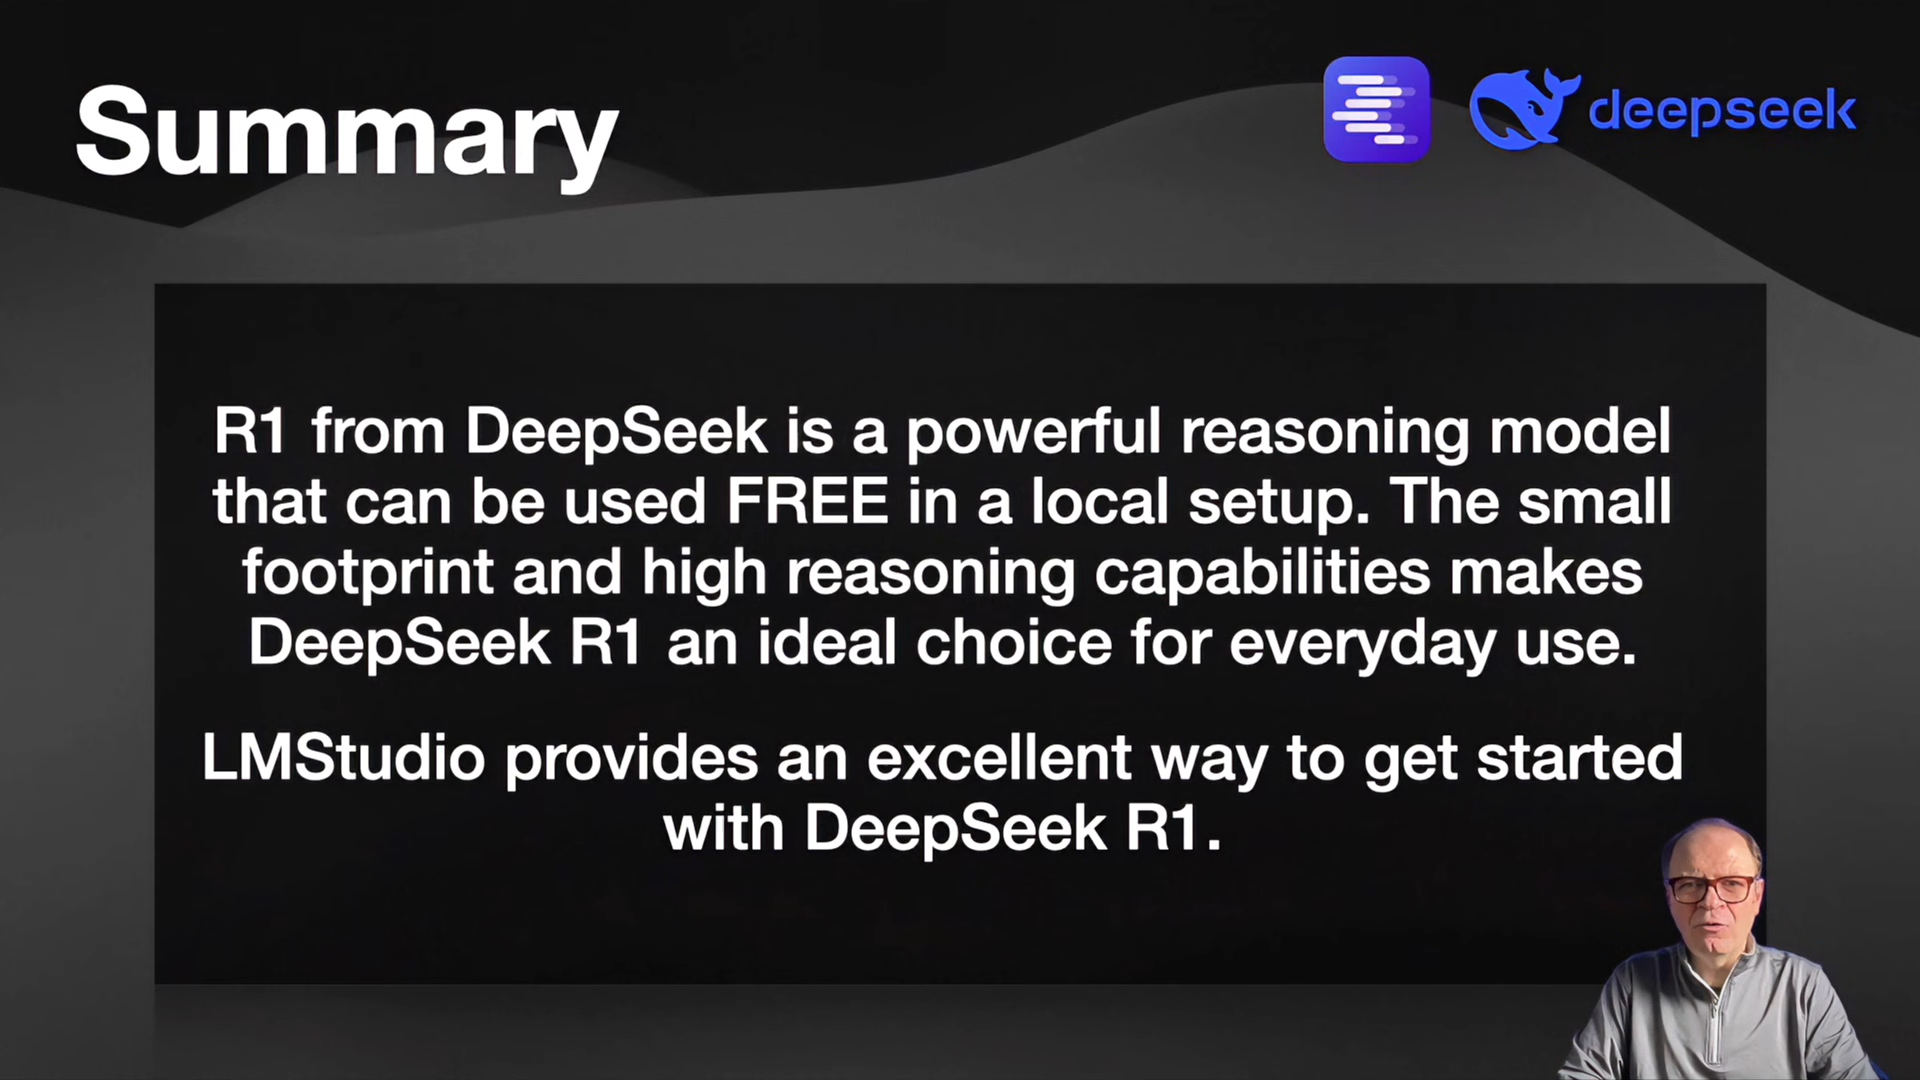 Summary
deepseek
R1 from DeepSeek is a powerful reasoning model
that can be used FREE in a local setup. The small
footprint and high reasoning capabilities makes
DeepSeek R1 an ideal choice for everyday use.
LMStudio provides an excellent way to get started
with DeepSeek R1.